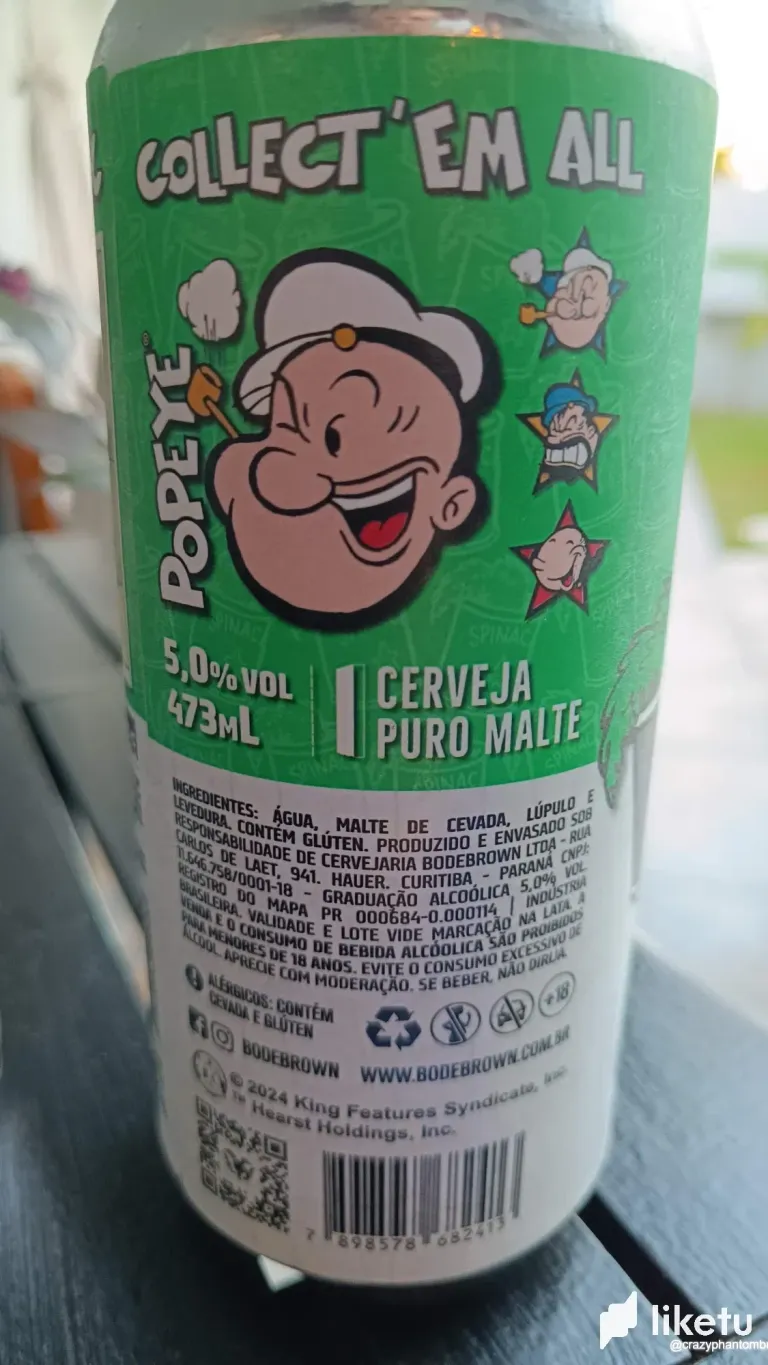 COLLECT 'EM ALL
POPEYE
SPINAC
5,0% VOL
473ML
CERVEJA
PURO MALTE
INGREDIENTES: ÁGUA, MALTE DE CEVADA, LÚPULO E
LEVEDURA. CONTÉM GLÚTEN. PRODUZIDO E ENVASADO SOB
RESPONSABILIDADE DE CERVEJARIA BODEBROWN LTDA - RUA
CARLOS DE LAET, 941. HAUER. CURITIBA - PARANÁ CNPJ:
11.646.758/0001-18 - GRADUAÇÃO ALCOÓLICA 5,0% VOL.
REGISTRO DO MAPA PR 000684-0.000114 | INDÚSTRIA
BRASILEIRA. VALIDADE E LOTE VIDE MARCAÇÃO NA LATA. A
VENDA E O CONSUMO DE BEBIDA ALCÓOLICA SÃO PROIBIDOS
PARA MENORES DE 18 ANOS. EVITE O CONSUMO EXCESSIVO DE
ÁLCOOL. APRECIE COM MODERAÇÃO. SE BEBER, NÃO DIRIJA.
ALÉRGICOS: CONTÉM
CEVADA E GLÚTEN
+18
BODEBROWN
WWW.BODEBROWN.COM.BR
© 2024 King Features Syndicate, Inc.
™ Hearst Holdings, Inc.
7 898578 682413
liketu
@crazyphantomb